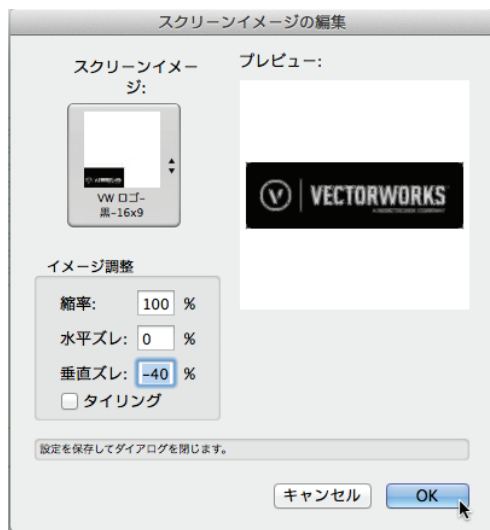 スクリーンイメージの編集
スクリーンイメー
ジ:
プレビュー:
VW ロゴ-
黒-16x9
VECTORWORKS
A NEMETSCHEK COMPANY
イメージ調整
縮率: 100 %
水平ズレ: 0 %
垂直ズレ: -40 %
タイリング
設定を保存してダイアログを閉じます。
キャンセル OK